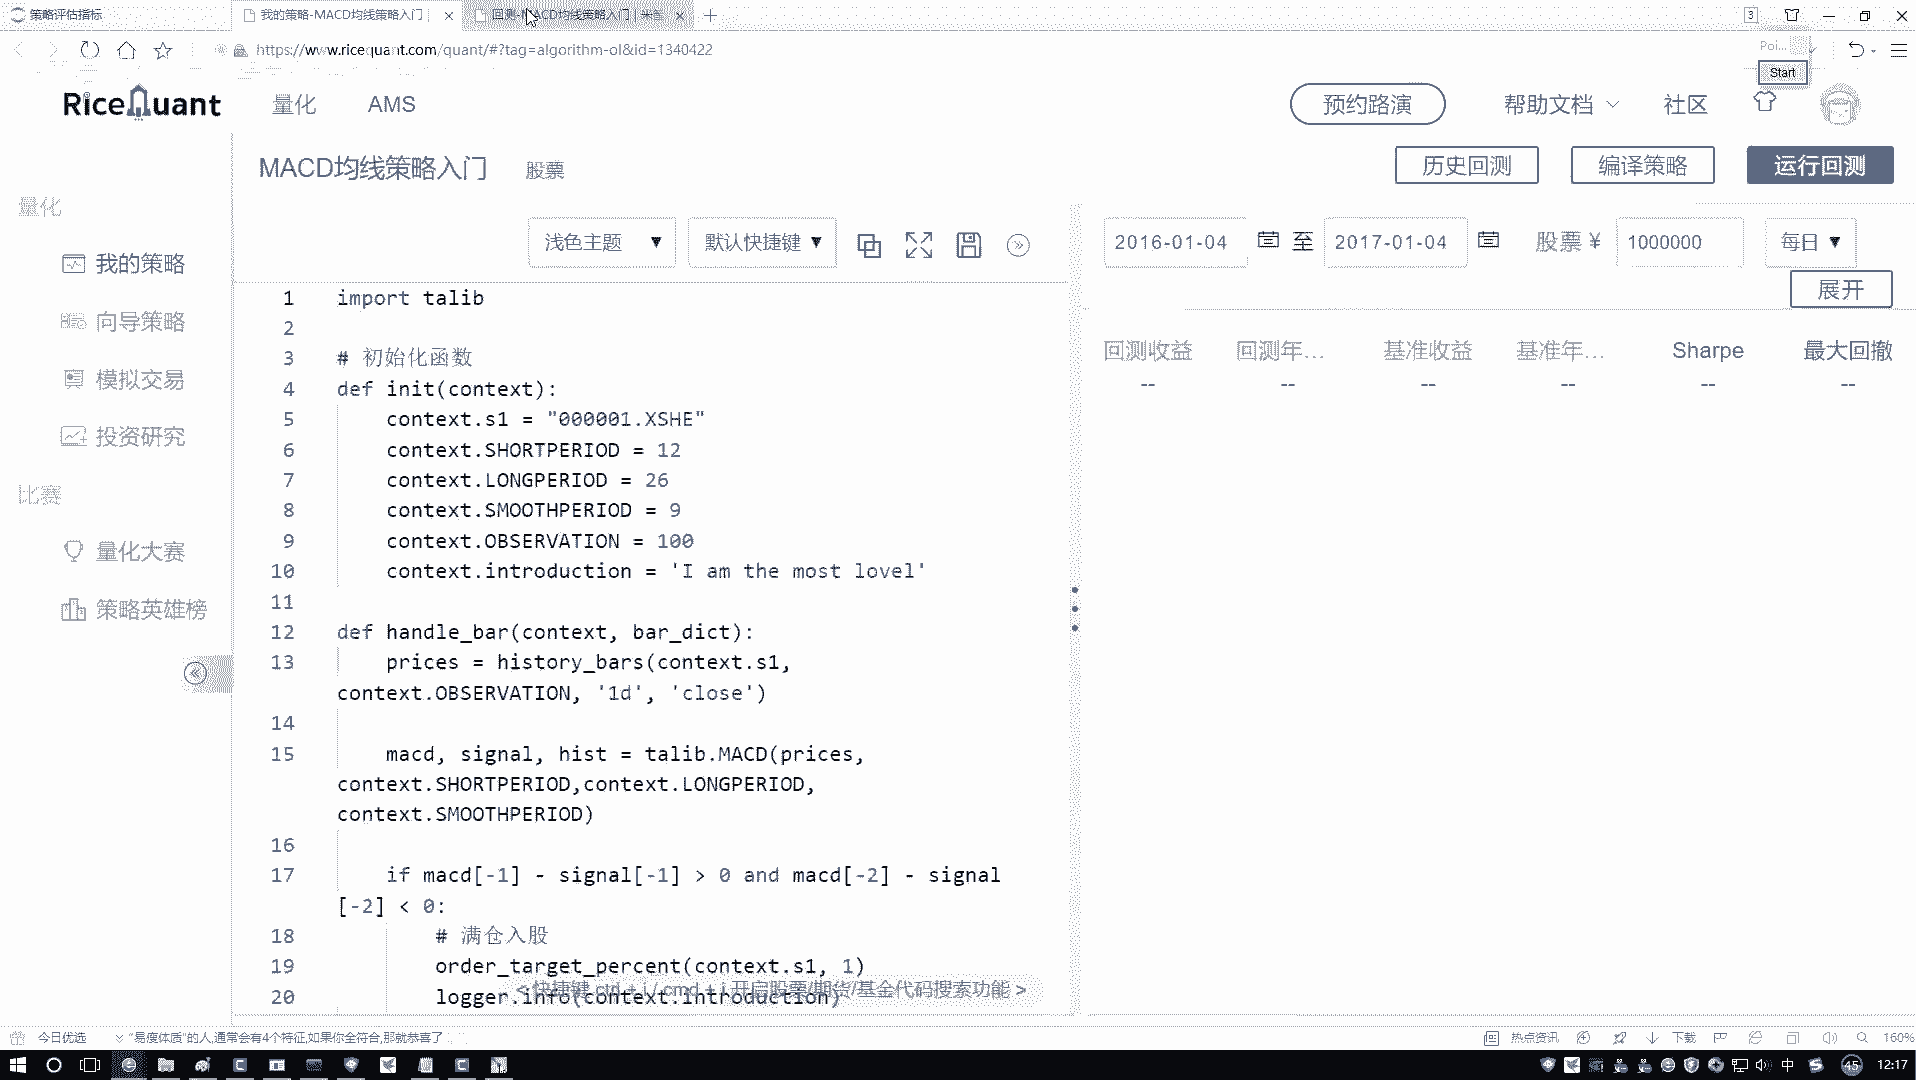 策略评估指标
我的策略-MACD均线策略入门
回测-MACD均线策略入门 | 米筐
3
https://www.ricequant.com/quant/#?tag=algorithm-ol&id=1340422
Poi...
Start
RiceQuant
量化
AMS
预约路演
帮助文档
社区
MACD均线策略入门
股票
历史回测
编译策略
运行回测
量化
我的策略
向导策略
模拟交易
投资研究
比赛
量化大赛
策略英雄榜
浅色主题
默认快捷键
2016-01-04
至
2017-01-04
股票 ¥
1000000
每日
展开
回测收益
回测年...
基准收益
基准年...
Sharpe
最大回撤
-- -- -- -- -- --
1 import talib
2
3 # 初始化函数
4 def init(context):
5 context.s1 = "000001.XSHE"
6 context.SHORTPERIOD = 12
7 context.LONGPERIOD = 26
8 context.SMOOTHPERIOD = 9
9 context.OBSERVATION = 100
10 context.introduction = 'I am the most lovel'
11
12 def handle_bar(context, bar_dict):
13 prices = history_bars(context.s1,
context.OBSERVATION, '1d', 'close')
14
15 macd, signal, hist = talib.MACD(prices,
context.SHORTPERIOD,context.LONGPERIOD,
context.SMOOTHPERIOD)
16
17 if macd[-1] - signal[-1] > 0 and macd[-2] - signal
[-2] < 0:
18 # 满仓入股
19 order_target_percent(context.s1, 1)
20 logger.info(context.introduction)
< 快捷键 ctrl + i / cmd + i 开启股票/期货/基金代码搜索功能 >
今日优选
“易瘦体质”的人,通常会有4个特征,如果你全符合,那就恭喜了
热点资讯
下载
160%
中
45
12:17